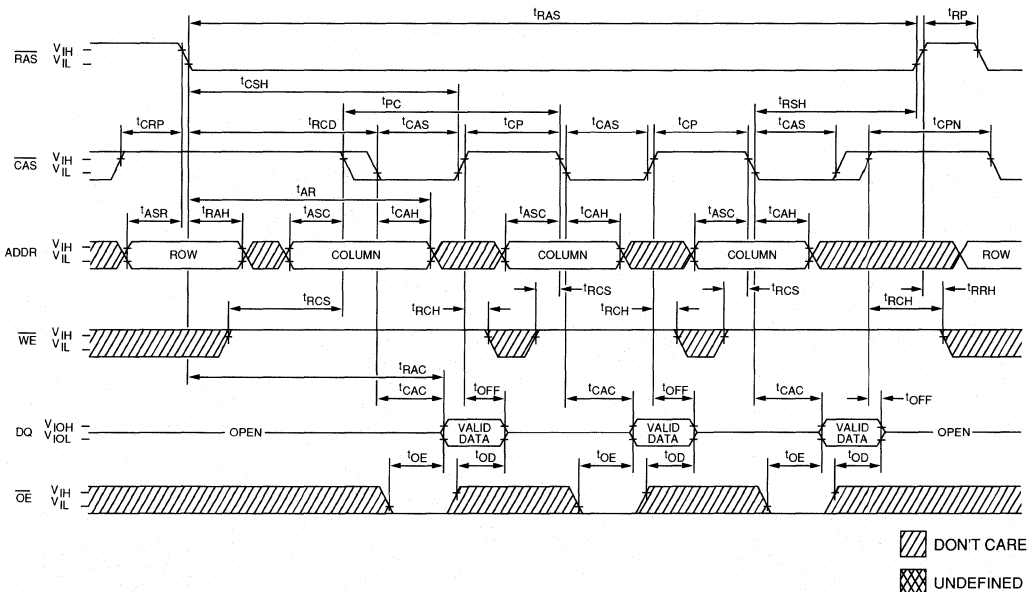 tRAS tRP
RAS VIH
VIL
tCSH
tPC tRSH
tCRP tRCD tCAS tCP tCAS tCP tCAS tCPN
CAS VIH
VIL
tAR
tASR tRAH tASC tCAH tASC tCAH tASC tCAH
ADDR VIH
VIL
ROW COLUMN COLUMN COLUMN ROW
tRCS tRCH tRCS tRCH tRCS tRCH tRRH
WE VIH
VIL
tRAC
tCAC tOFF tCAC tOFF tCAC tOFF
DQ VIOH
VIOL
OPEN VALID DATA VALID DATA VALID DATA OPEN
tOE tOD tOE tOD tOE tOD
OE VIH
VIL
DON'T CARE
UNDEFINED